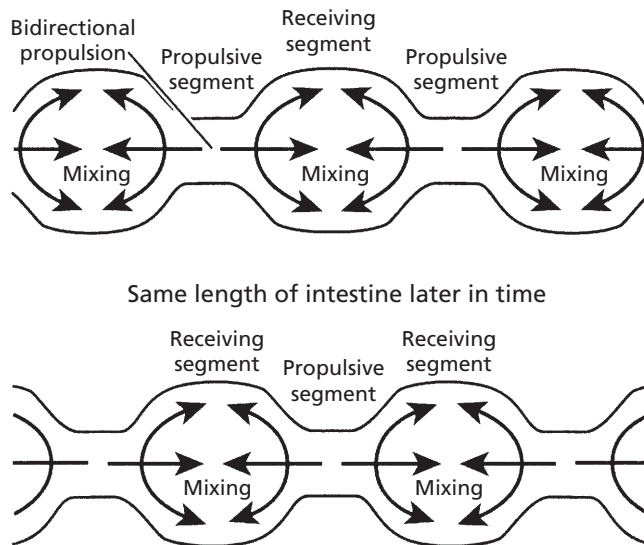 Bidirectional
propulsion
Propulsive
segment
Receiving
segment
Propulsive
segment
Mixing
Mixing
Mixing
Same length of intestine later in time
Receiving
segment
Propulsive
segment
Receiving
segment
Mixing
Mixing